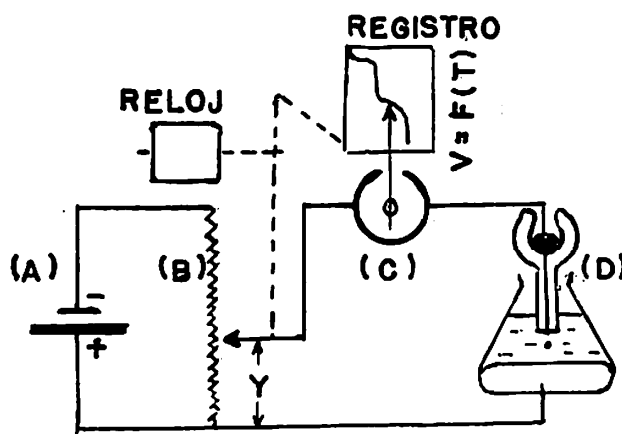 REGISTRO
RELOJ
V=F(T)
(A)
(B)
(C)
(D)
-
+
Y